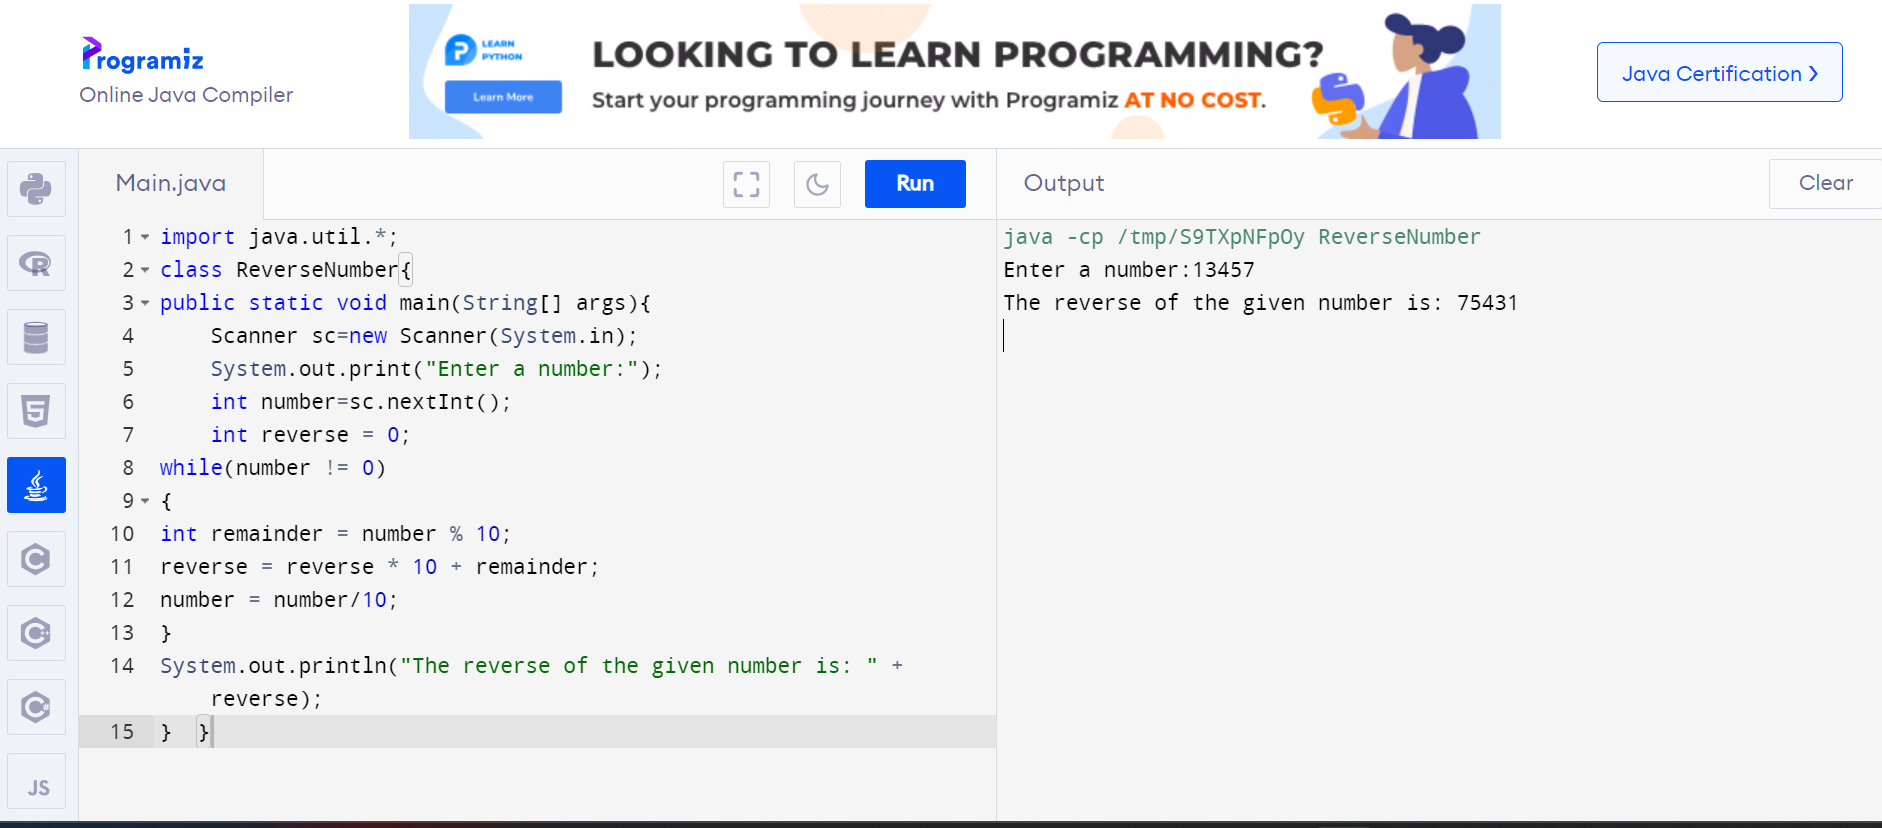 Programiz
Online Java Compiler
LEARN
PYTHON
Learn More
LOOKING TO LEARN PROGRAMMING?
Start your programming journey with Programiz AT NO COST.
Java Certification
Main.java
Run
Output
Clear
1 import java.util.*;
2 class ReverseNumber{
3 public static void main(String[] args){
4     Scanner sc=new Scanner(System.in);
5     System.out.print("Enter a number:");
6     int number=sc.nextInt();
7     int reverse = 0;
8 while(number != 0)
9 {
10 int remainder = number % 10;
11 reverse = reverse * 10 + remainder;
12 number = number/10;
13 }
14 System.out.println("The reverse of the given number is: " +
    reverse);
15 }  }
java -cp /tmp/S9TXpNFpOy ReverseNumber
Enter a number:13457
The reverse of the given number is: 75431
R
5
C
C++
C#
JS